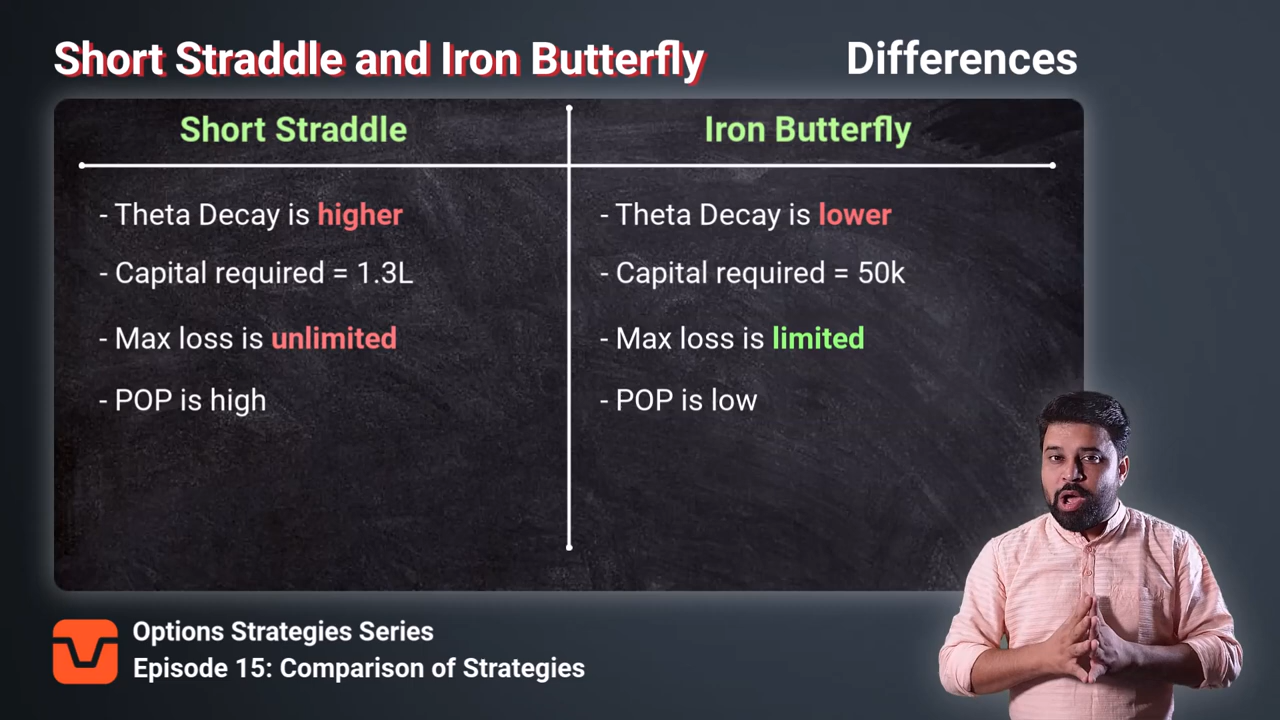 Short Straddle and Iron Butterfly
Differences
Short Straddle
- Theta Decay is higher
- Capital required = 1.3L
- Max loss is unlimited
- POP is high
Iron Butterfly
- Theta Decay is lower
- Capital required = 50k
- Max loss is limited
- POP is low
Options Strategies Series
Episode 15: Comparison of Strategies